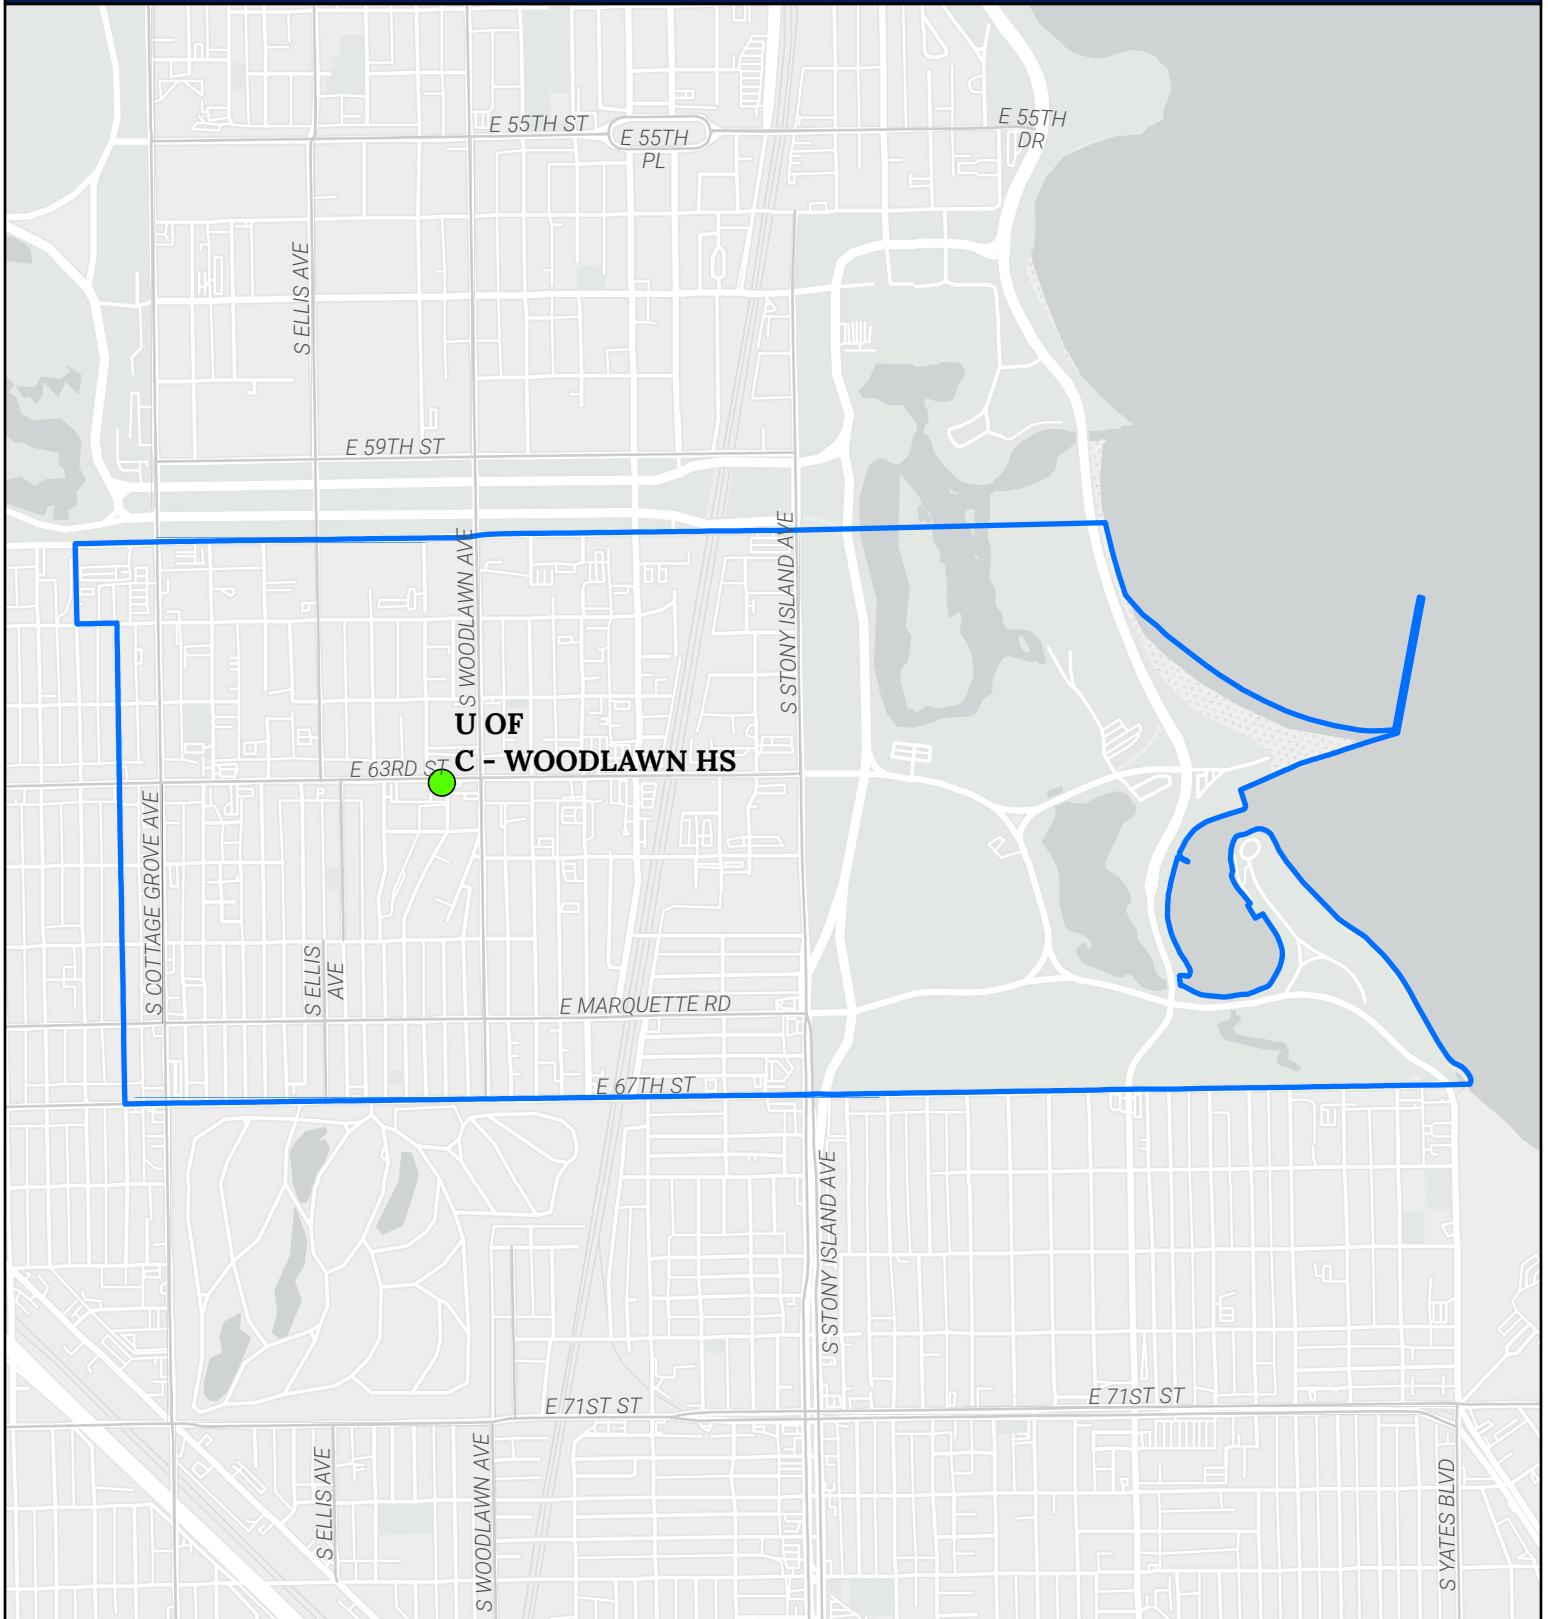 E 55TH ST
E 55TH
PL
E 55TH
DR
S ELLIS AVE
E 59TH ST
S WOODLAWN AVE
S STONY ISLAND AVE
U OF
C - WOODLAWN HS
E 63RD ST
S COTTAGE GROVE AVE
S ELLIS
AVE
E MARQUETTE RD
E 67TH ST
S STONY ISLAND AVE
E 71ST ST
E 71ST ST
S ELLIS AVE
S WOODLAWN AVE
S YATES BLVD